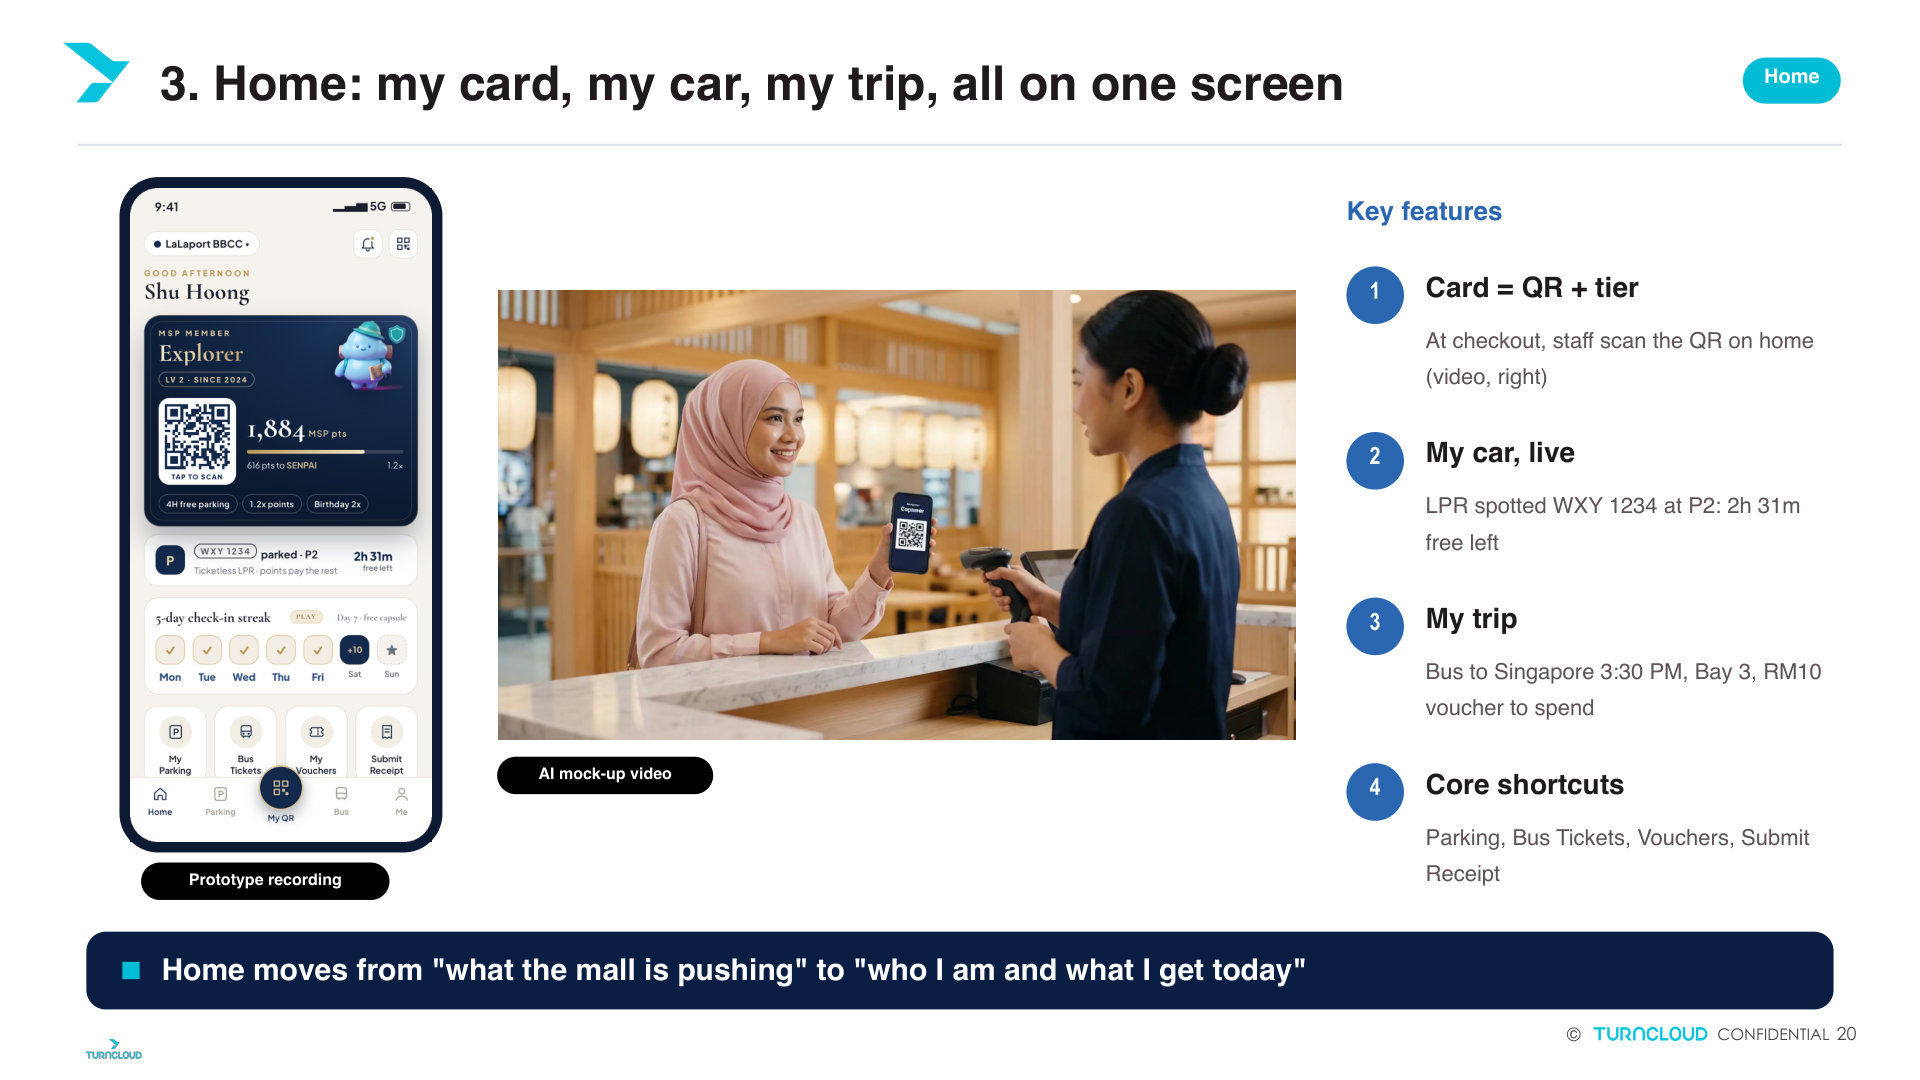 3. Home: my card, my car, my trip, all on one screen
Home
9:41
5G
LaLaport BBCC
GOOD AFTERNOON
Shu Hoong
MSP MEMBER
Explorer
LV 2 · SINCE 2024
TAP TO SCAN
1,884 MSP pts
616 pts to SENPAI
1.2x
4H free parking
1.2x points
Birthday 2x
P
WXY 1234 parked · P2
Ticketless LPR · points pay the rest
2h 31m
free left
5-day check-in streak
PLAY
Day 7 · free capsule
+10
Mon Tue Wed Thu Fri Sat Sun
My Parking
Bus Tickets
My Vouchers
Submit Receipt
Home
Parking
My QR
Bus
Me
Prototype recording
AI mock-up video
Key features
1
Card = QR + tier
At checkout, staff scan the QR on home
(video, right)
2
My car, live
LPR spotted WXY 1234 at P2: 2h 31m
free left
3
My trip
Bus to Singapore 3:30 PM, Bay 3, RM10
voucher to spend
4
Core shortcuts
Parking, Bus Tickets, Vouchers, Submit
Receipt
Home moves from "what the mall is pushing" to "who I am and what I get today"
TURNCLOUD
© TURNCLOUD CONFIDENTIAL 20